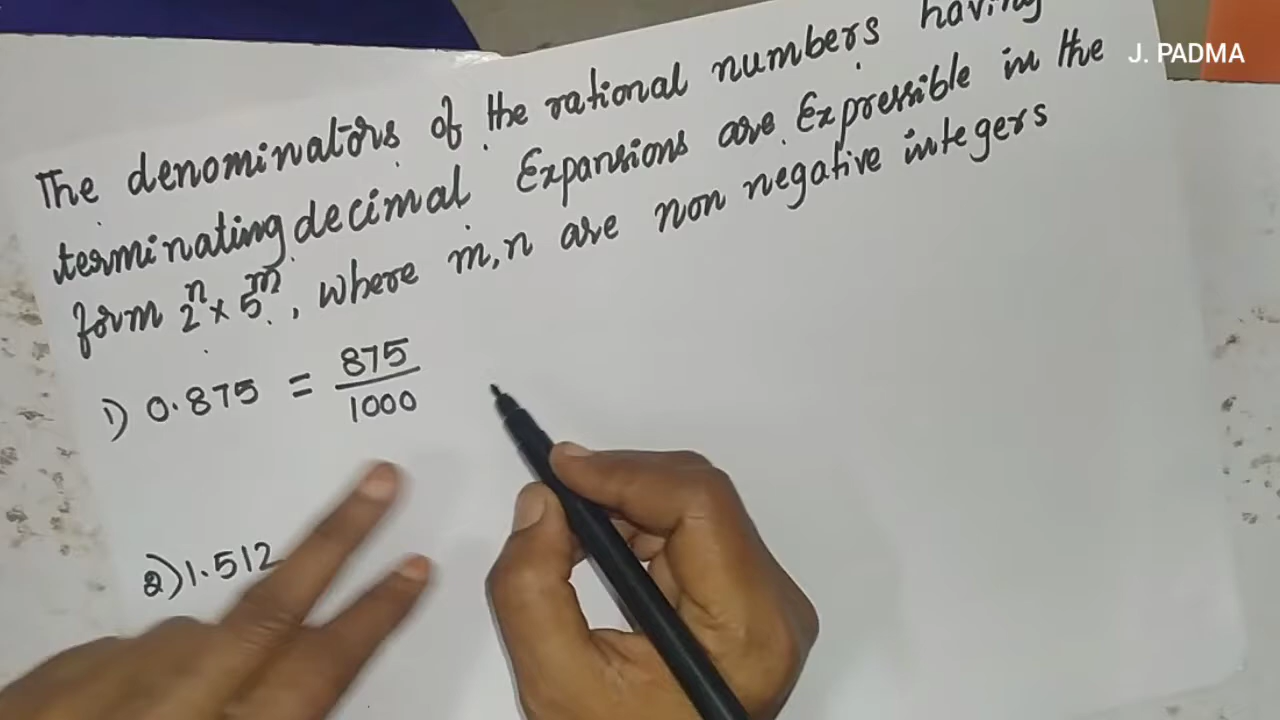 The denominators of the rational numbers having
J. PADMA
terminating decimal Expansions are Expressible in the
form 2ⁿ × 5ᵐ, where m,n are non negative integers
1) 0.875 = 875/1000
2) 1.512